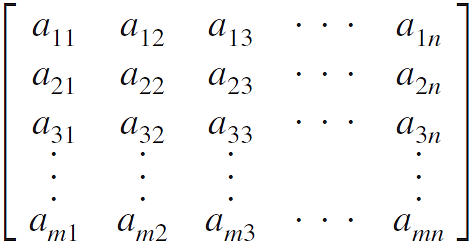 a₁₁ a₁₂ a₁₃ · · · a₁ₙ
a₂₁ a₂₂ a₂₃ · · · a₂ₙ
a₃₁ a₃₂ a₃₃ · · · a₃ₙ
⋮ ⋮ ⋮ ⋮
aₘ₁ aₘ₂ aₘ₃ · · · aₘₙ